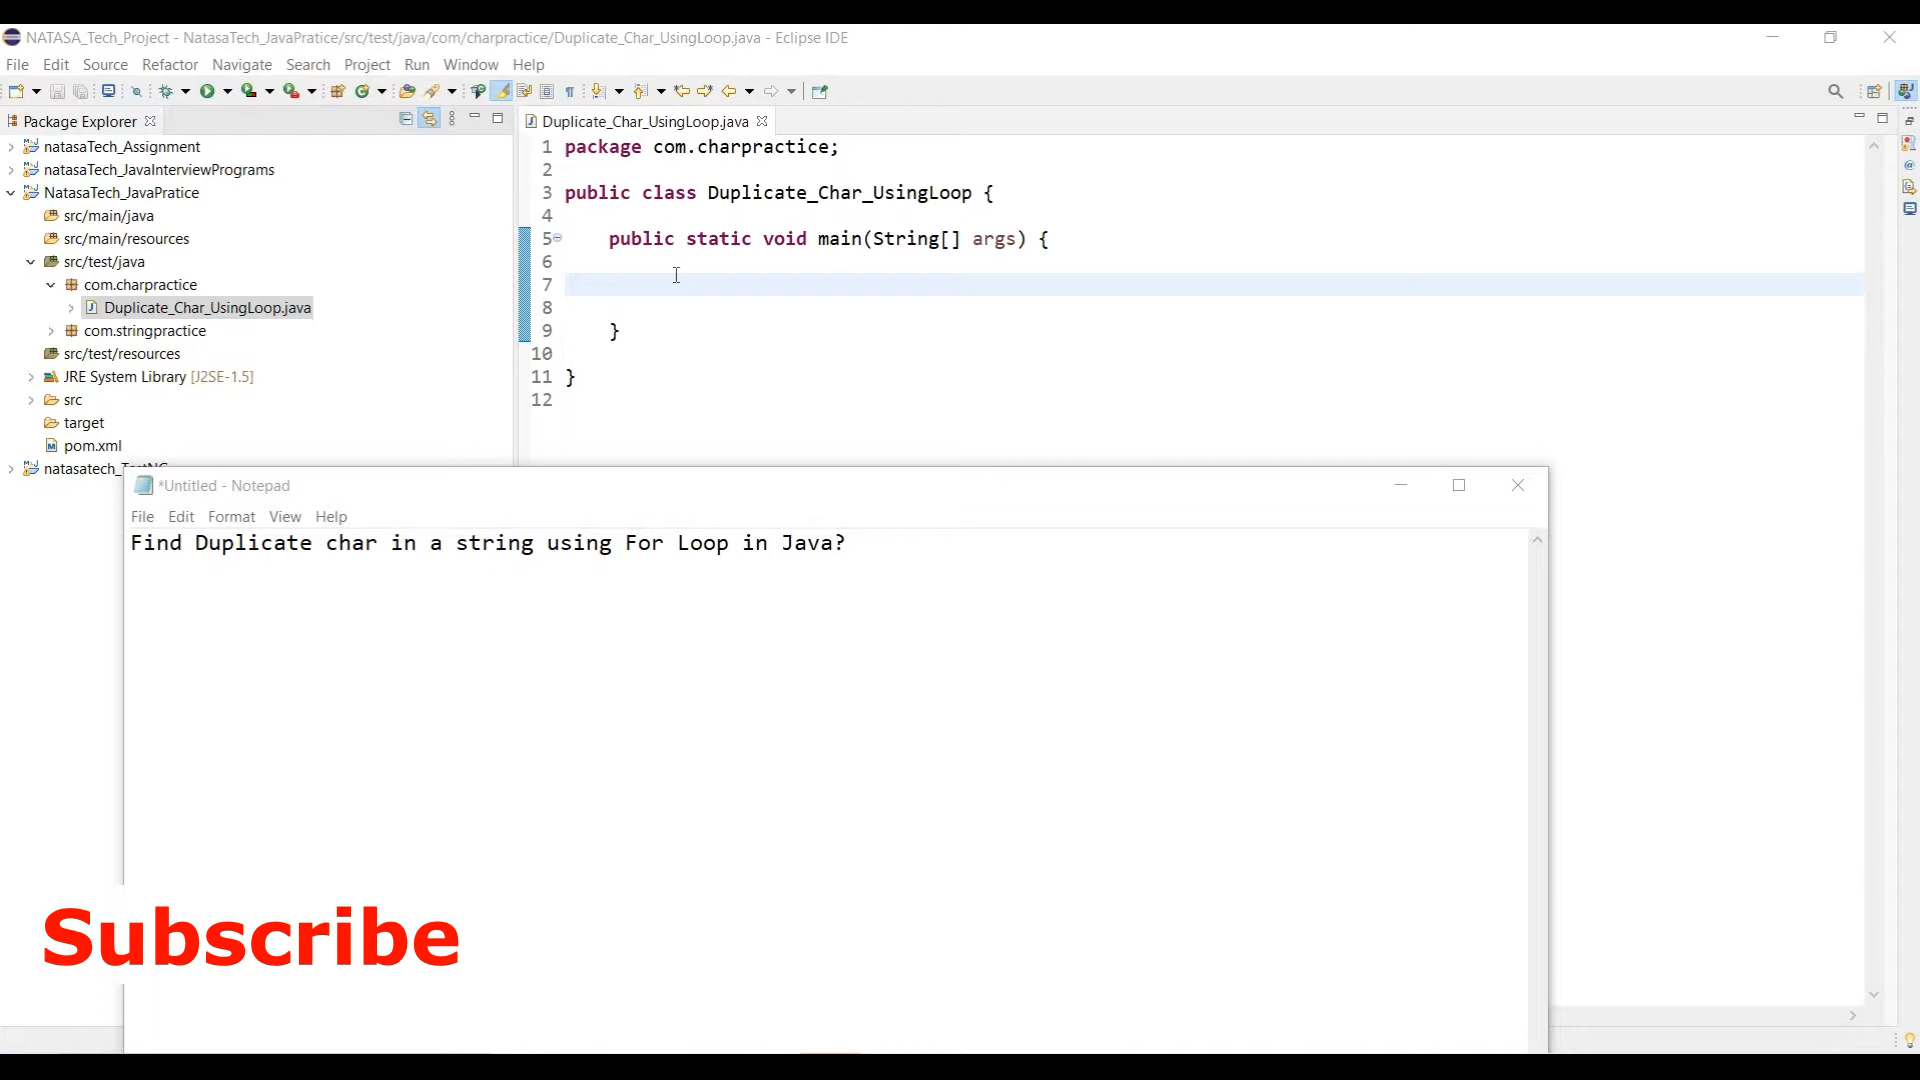 NATASA_Tech_Project - NatasaTech_JavaPratice/src/test/java/com/charpractice/Duplicate_Char_UsingLoop.java - Eclipse IDE
File Edit Source Refactor Navigate Search Project Run Window Help
Package Explorer
natasaTech_Assignment
natasaTech_JavaInterviewPrograms
NatasaTech_JavaPratice
src/main/java
src/main/resources
src/test/java
com.charpractice
Duplicate_Char_UsingLoop.java
com.stringpractice
src/test/resources
JRE System Library [J2SE-1.5]
src
target
pom.xml
natasatech_TestNG
Duplicate_Char_UsingLoop.java
1 package com.charpractice;
2
3 public class Duplicate_Char_UsingLoop {
4
5 public static void main(String[] args) {
6
7
8
9 }
10
11 }
12
*Untitled - Notepad
File Edit Format View Help
Find Duplicate char in a string using For Loop in Java?
Subscribe